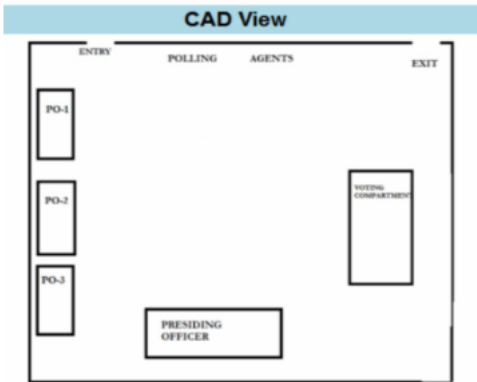 CAD View
ENTRY
POLLING AGENTS
EXIT
PO-1
PO-2
VOTING
COMPARTMENT
PO-3
PRESIDING
OFFICER